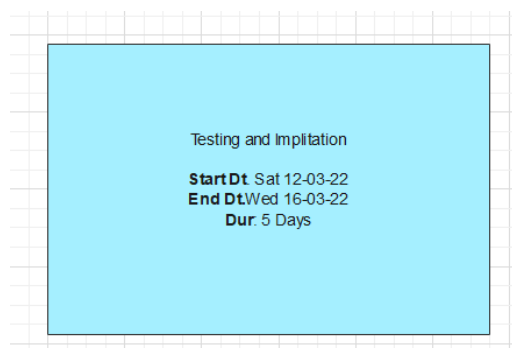 Testing and Implitation
Start Dt. Sat 12-03-22
End Dt.Wed 16-03-22
Dur: 5 Days